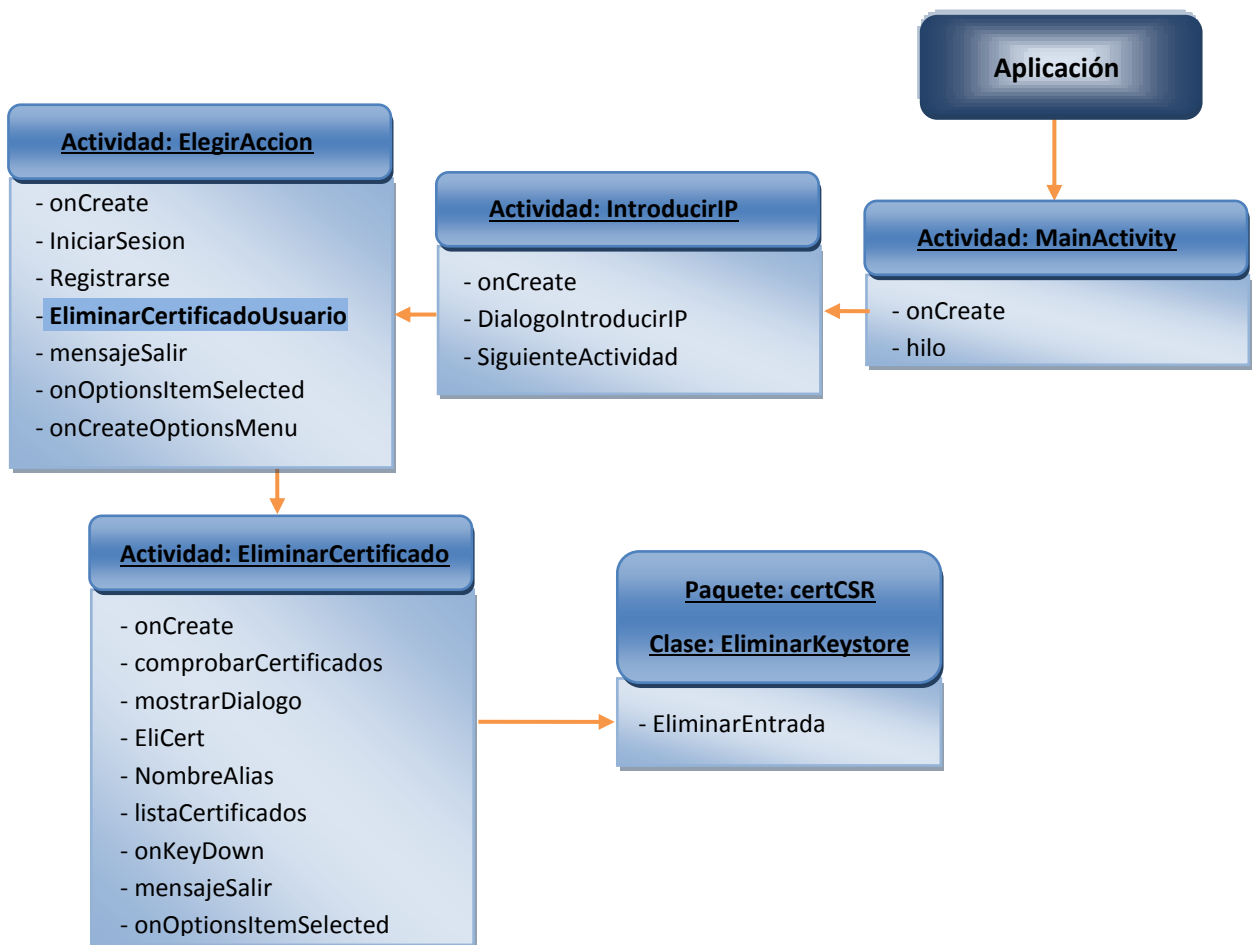 Aplicación
Actividad: ElegirAccion
- onCreate
- IniciarSesion
- Registrarse
- EliminarCertificadoUsuario
- mensajeSalir
- onOptionsItemSelected
- onCreateOptionsMenu
Actividad: IntroducirIP
- onCreate
- DialogoIntroducirIP
- SiguienteActividad
Actividad: MainActivity
- onCreate
- hilo
Actividad: EliminarCertificado
- onCreate
- comprobarCertificados
- mostrarDialogo
- EliCert
- NombreAlias
- listaCertificados
- onKeyDown
- mensajeSalir
- onOptionsItemSelected
Paquete: certCSR
Clase: EliminarKeystore
- EliminarEntrada